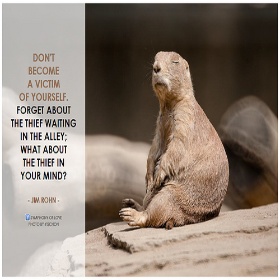 DON'T
BECOME
A VICTIM
OF YOURSELF.
FORGET ABOUT
THE THIEF WAITING
IN THE ALLEY;
WHAT ABOUT
THE THIEF IN
YOUR MIND?
- JIM ROHN -